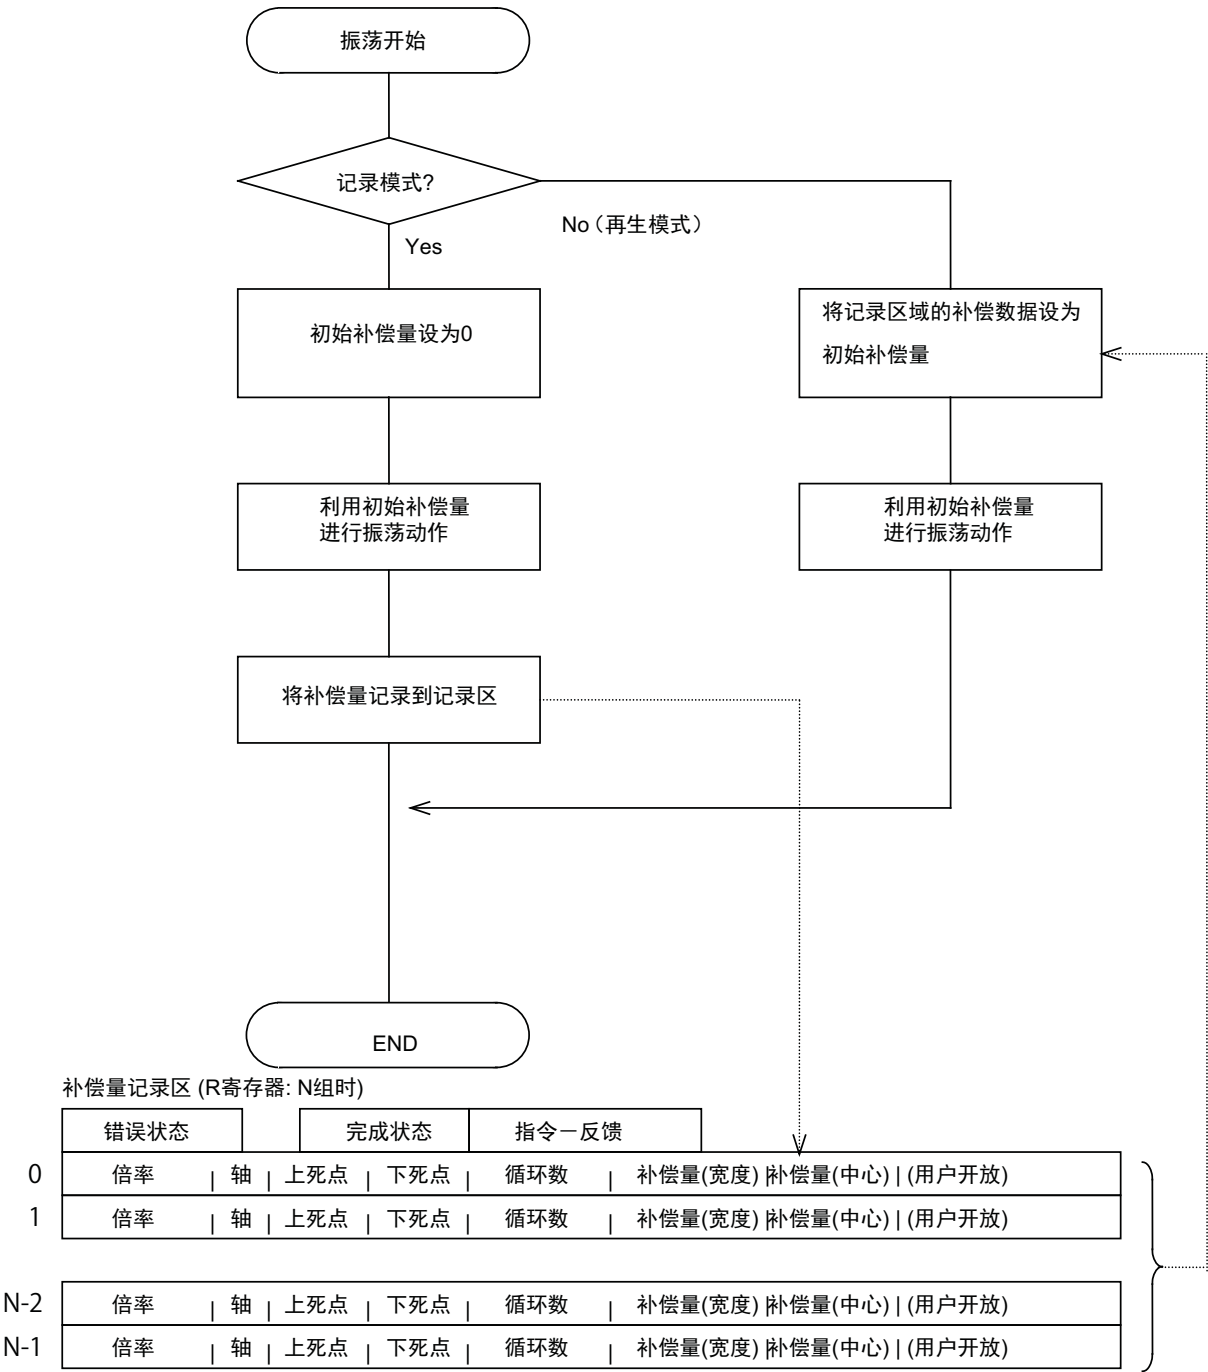 振荡开始
记录模式?
No（再生模式）
Yes
初始补偿量设为0
将记录区域的补偿数据设为
初始补偿量
利用初始补偿量
进行振荡动作
利用初始补偿量
进行振荡动作
将补偿量记录到记录区
END
补偿量记录区 (R寄存器: N组时)
错误状态 完成状态 指令－反馈
0 倍率 | 轴 | 上死点 | 下死点 | 循环数 | 补偿量(宽度) |补偿量(中心) | (用户开放)
1 倍率 | 轴 | 上死点 | 下死点 | 循环数 | 补偿量(宽度) |补偿量(中心) | (用户开放)
N-2 倍率 | 轴 | 上死点 | 下死点 | 循环数 | 补偿量(宽度) |补偿量(中心) | (用户开放)
N-1 倍率 | 轴 | 上死点 | 下死点 | 循环数 | 补偿量(宽度) |补偿量(中心) | (用户开放)